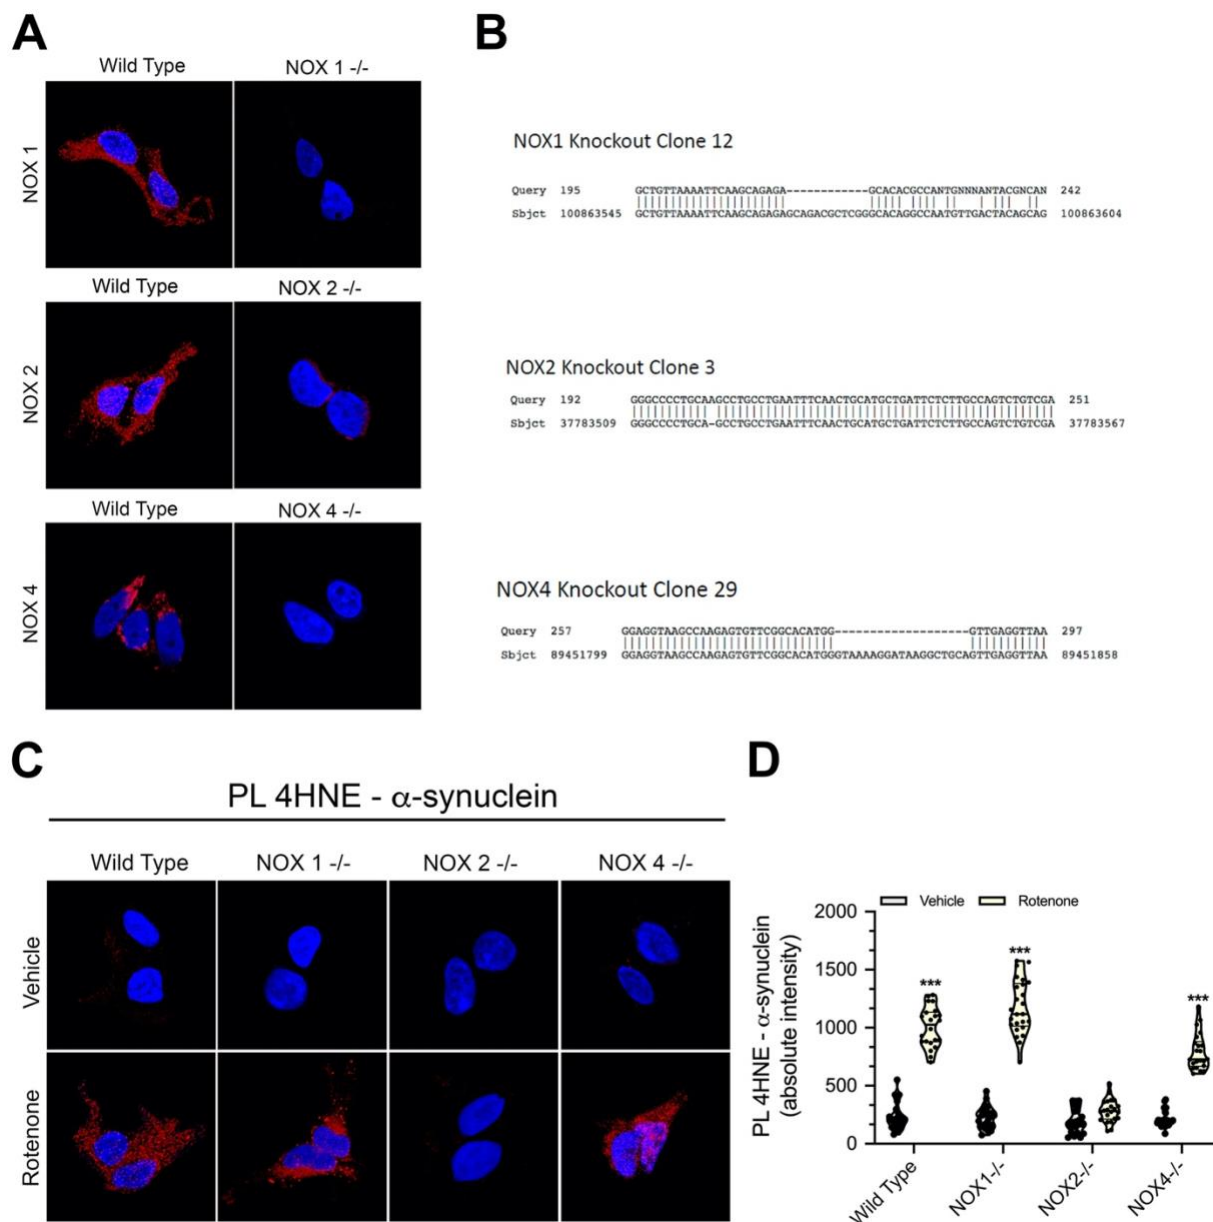 A
Wild Type NOX 1 -/-
NOX 1
Wild Type NOX 2 -/-
NOX 2
Wild Type NOX 4 -/-
NOX 4
B
NOX1 Knockout Clone 12
Query 195 GCTGTTAAAATTCAAGCAGAGA------------GCACACGCCANTGNNNANTACGNCAN 242
Sbjct 100863545 GCTGTTAAAATTCAAGCAGAGAGCAGACGCTCGGGCACAGGCCAATGTTGACTACAGCAG 100863604
NOX2 Knockout Clone 3
Query 192 GGGCCCCTGCAAGCCTGCCTGAATTTCAACTGCATGCTGATTCTCTTGCCAGTCTGTCGA 251
Sbjct 37783509 GGGCCCCTGCA-GCCTGCCTGAATTTCAACTGCATGCTGATTCTCTTGCCAGTCTGTCGA 37783567
NOX4 Knockout Clone 29
Query 257 GGAGGTAAGCCAAGAGTGTTCGGCACATGG-------------------GTTGAGGTTAA 297
Sbjct 89451799 GGAGGTAAGCCAAGAGTGTTCGGCACATGGGTAAAAGGATAAGGCTGCAGTTGAGGTTAA 89451858
C
PL 4HNE - α-synuclein
Wild Type NOX 1 -/- NOX 2 -/- NOX 4 -/-
Vehicle
Rotenone
D
Vehicle Rotenone
PL 4HNE - α-synuclein
(absolute intensity)
2000
1500
1000
500
0
***
***
***
Wild Type NOX1-/- NOX2-/- NOX4-/-